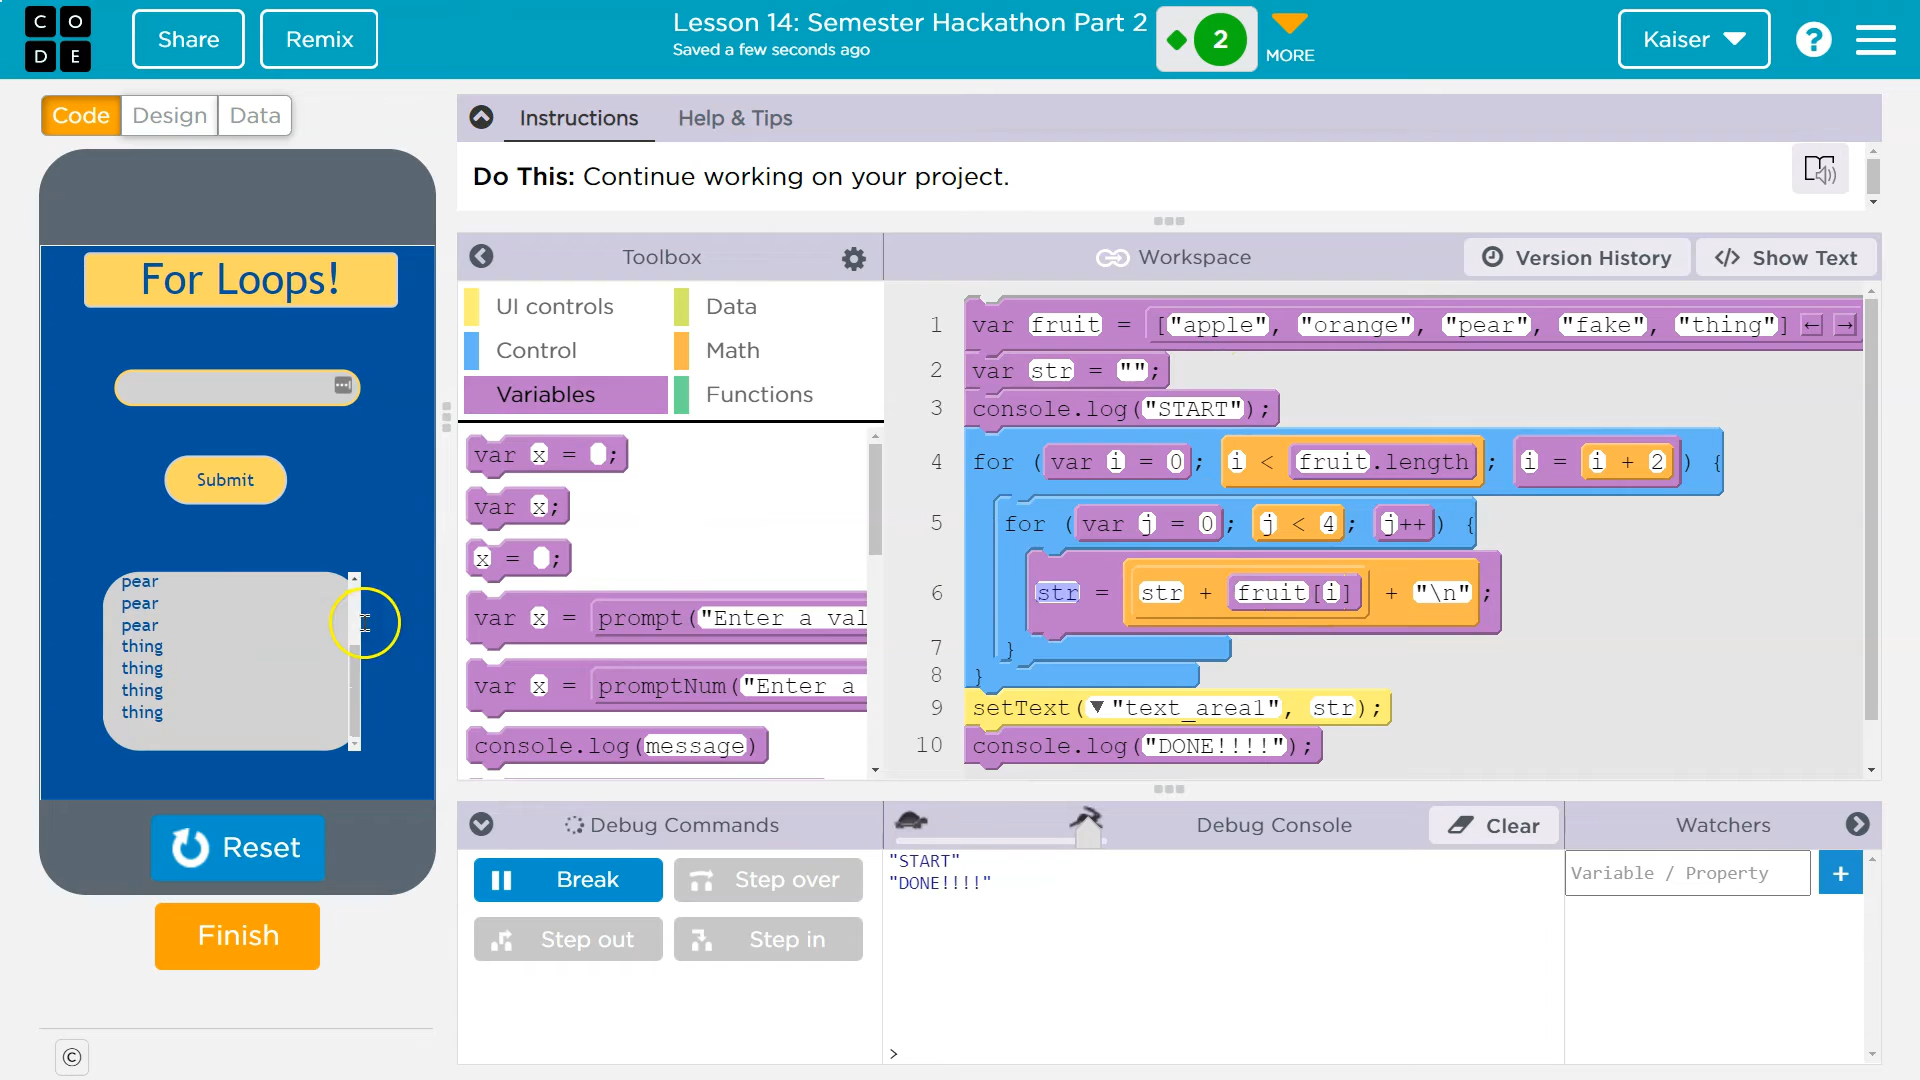 CODE
Share
Remix
Lesson 14: Semester Hackathon Part 2
Saved a few seconds ago
2
MORE
Kaiser
?
Code
Design
Data
Instructions
Help & Tips
Do This: Continue working on your project.
For Loops!
Submit
pear
pear
pear
thing
thing
thing
thing
Reset
Finish
©
Toolbox
UI controls
Data
Control
Math
Variables
Functions
var x = ;
var x;
x = ;
var x = prompt("Enter a val
var x = promptNum("Enter a
console.log(message)
Workspace
Version History
</> Show Text
1 var fruit = ["apple", "orange", "pear", "fake", "thing"] ← →
2 var str = "";
3 console.log("START");
4 for (var i = 0; i < fruit.length; i = i + 2) {
5 for (var j = 0; j < 4; j++) {
6 str = str + fruit[i] + "\n";
7 }
8 }
9 setText(▼"text_area1", str);
10 console.log("DONE!!!!");
Debug Commands
Break
Step over
Step out
Step in
Debug Console
Clear
"START"
"DONE!!!!"
>
Watchers
Variable / Property
+